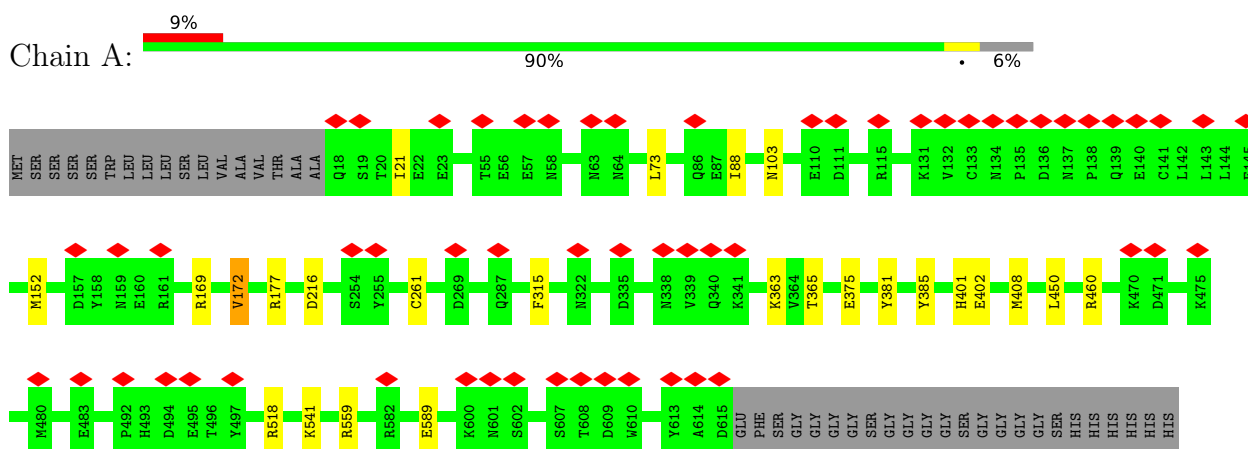 9%
Chain A:
90% • 6%
MET SER SER SER SER TRP LEU LEU LEU SER LEU VAL ALA VAL THR ALA ALA Q18 S19 T20 I21 E22 E23 T55 E56 E57 N58 N63 N64 L73 Q86 E87 I88 N103 E110 D111 R115 K131 V132 C133 N134 P135 D136 N137 P138 Q139 E140 C141 L142 L143 L144 E145
M152 D157 Y158 N159 E160 R161 R169 V172 R177 D216 S254 Y255 C261 D269 Q287 F315 N322 D335 N338 V339 Q340 K341 K363 V364 T365 E375 Y381 Y385 H401 E402 M408 L450 R460 K470 D471 K475
M480 E483 P492 H493 D494 E495 T496 Y497 R518 K541 R559 R582 E589 K600 N601 S602 S607 T608 D609 W610 Y613 A614 D615 GLU PHE SER GLY GLY GLY GLY SER GLY GLY GLY GLY SER GLY GLY GLY GLY SER HIS HIS HIS HIS HIS HIS